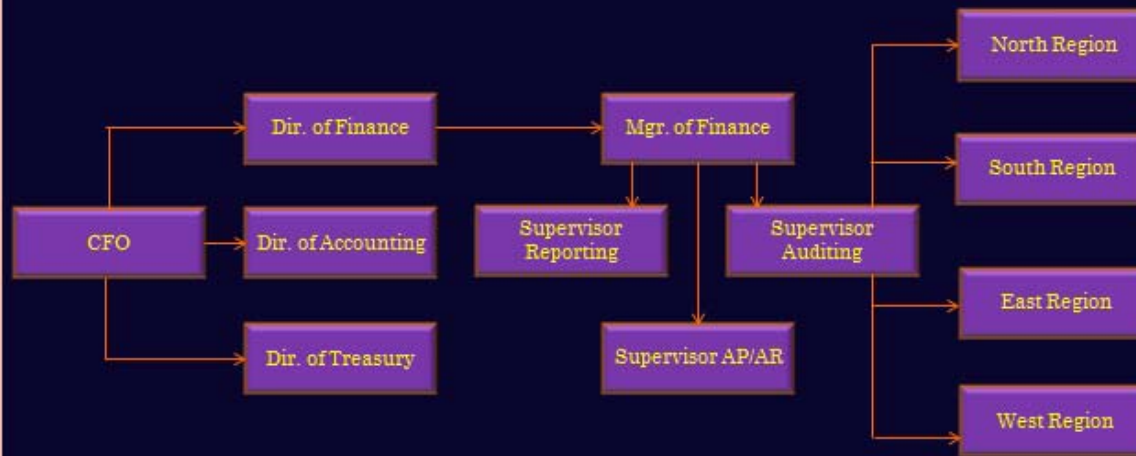 North Region
Dir. of Finance
Mgr. of Finance
South Region
CFO
Dir. of Accounting
Supervisor
Reporting
Supervisor
Auditing
East Region
Dir. of Treasury
Supervisor AP/AR
West Region